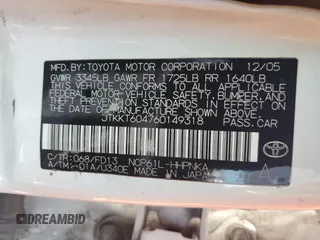 MFD.BY:TOYOTA MOTOR CORPORATION 12/05
GVWR 3345LB GAWR FR 1725LB RR 1640LB
THIS VEHICLE CONFORMS TO ALL APPLICABLE FEDERAL
MOTOR VEHICLE SAFETY, BUMPER, AND THEFT
PREVENTION STANDARDS IN EFFECT ON THE DATE
OF MANUFACTURE SHOWN ABOVE.
JTKKT604760149318 PASS.CAR
C/TR:068/FD13 NCP61L-HHPNKA
A/TM:-01A/U340E MADE IN JAPAN
A
DREAMBID